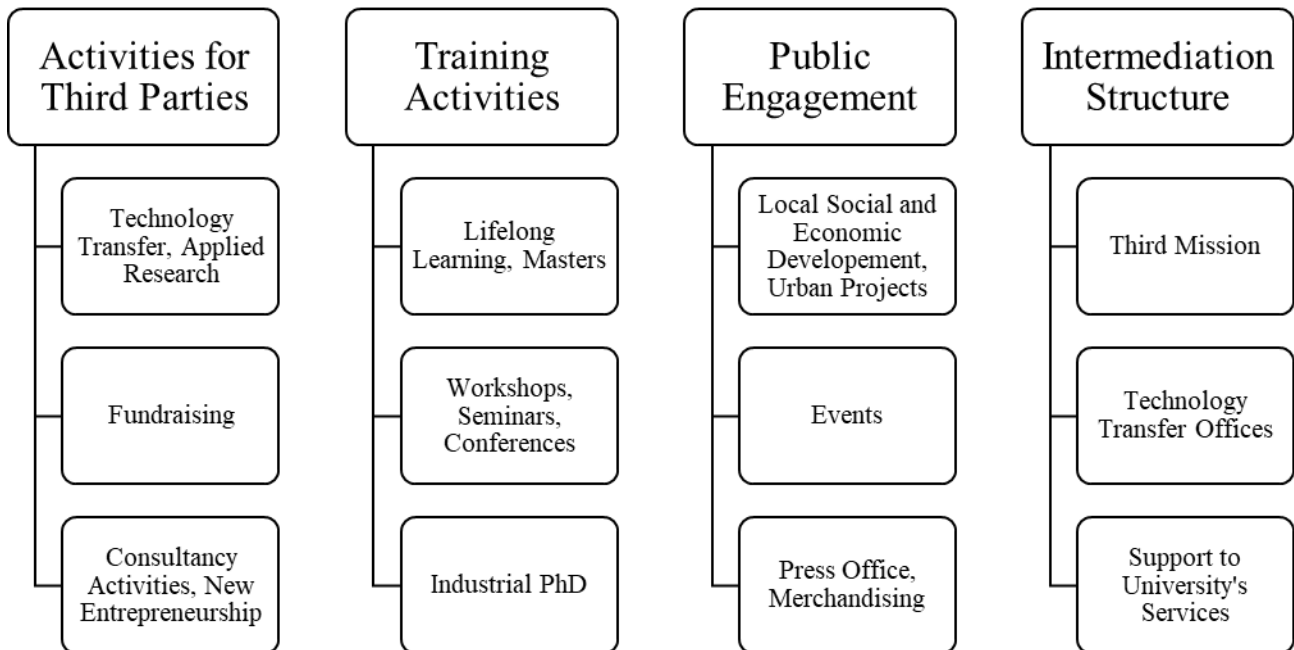 Activities for
Third Parties
Technology
Transfer, Applied
Research
Fundraising
Consultancy
Activities, New
Entrepreneurship
Training
Activities
Lifelong
Learning, Masters
Workshops,
Seminars,
Conferences
Industrial PhD
Public
Engagement
Local Social and
Economic
Developement,
Urban Projects
Events
Press Office,
Merchandising
Intermediation
Structure
Third Mission
Technology
Transfer Offices
Support to
University's
Services